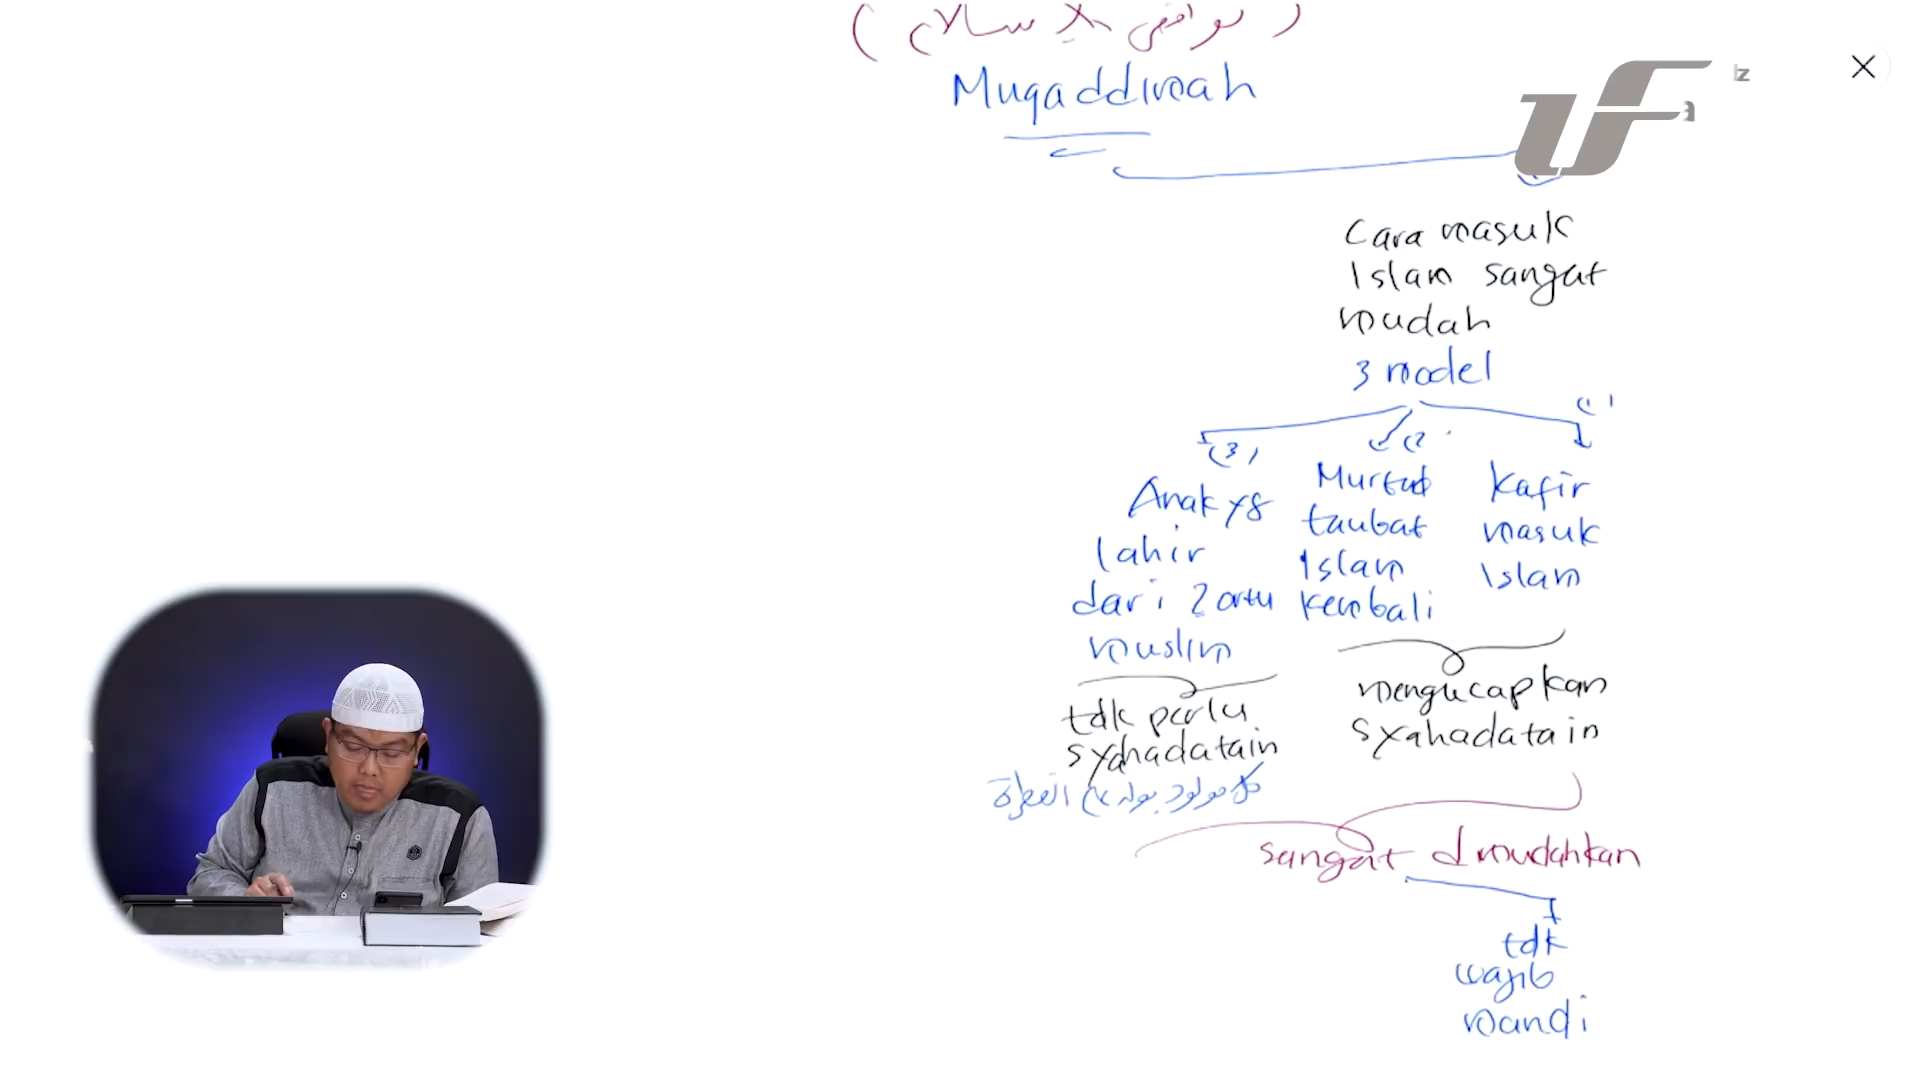 ( نواقض الإسلام )
Muqaddimah
Cara masuk
Islam sangat
mudah
3 model
(1)
Kafir
masuk
Islam
(2
Murtad
taubat
Islam
kembali
(3)
Anak yg
lahir
dari 2 ortu
muslim
mengucapkan
syahadatain
tdk perlu
syahadatain
كل مولود يولد على الفطرة
sangat dimudahkan
tdk
wajib
mandi
UF